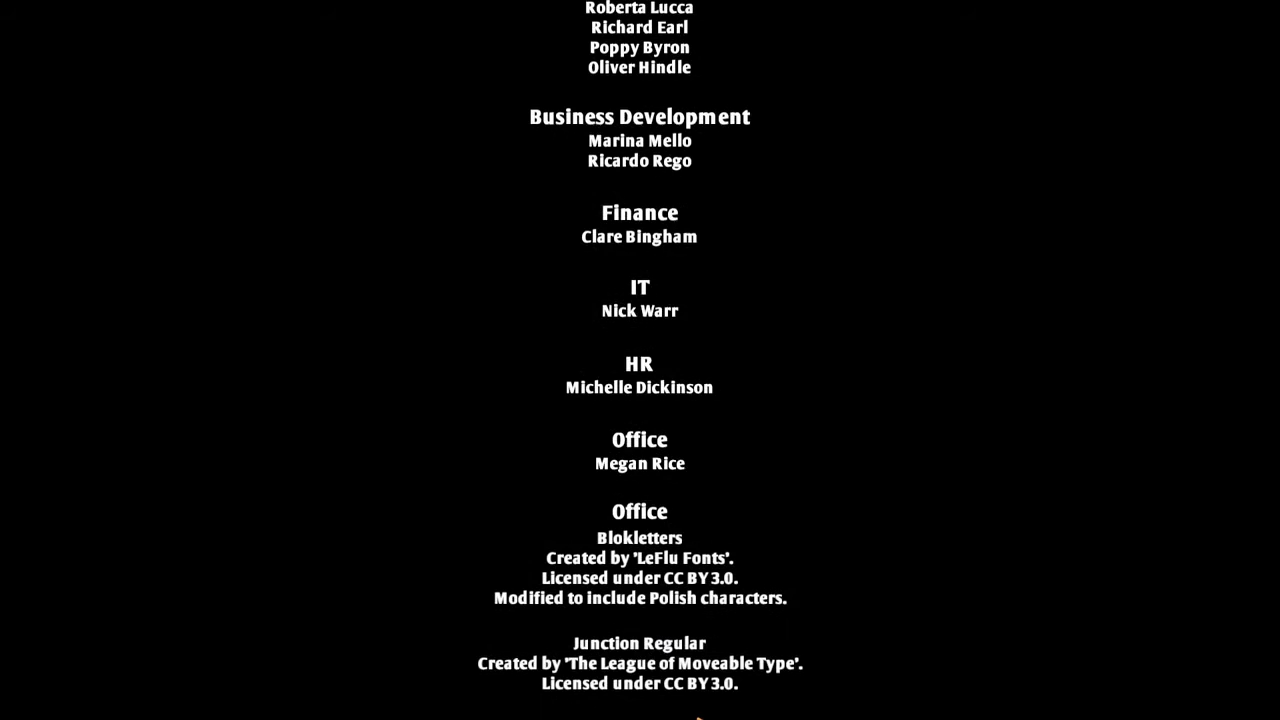 Roberta Lucca
Richard Earl
Poppy Byron
Oliver Hindle
Business Development
Marina Mello
Ricardo Rego
Finance
Clare Bingham
IT
Nick Warr
HR
Michelle Dickinson
Office
Megan Rice
Office
Blokletters
Created by 'LeFlu Fonts'.
Licensed under CC BY 3.0.
Modified to include Polish characters.
Junction Regular
Created by 'The League of Moveable Type'.
Licensed under CC BY 3.0.